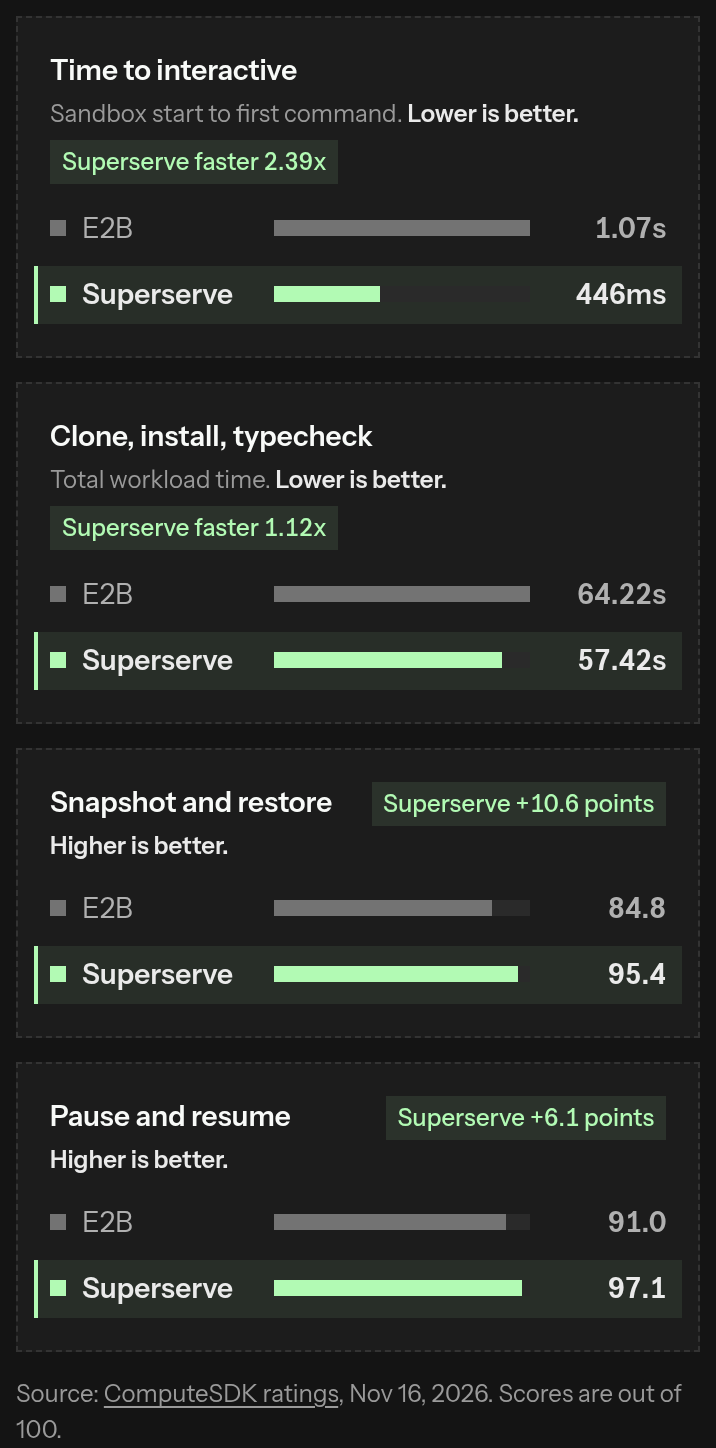 Time to interactive
Sandbox start to first command. Lower is better.
Superserve faster 2.39x
E2B 1.07s
Superserve 446ms
Clone, install, typecheck
Total workload time. Lower is better.
Superserve faster 1.12x
E2B 64.22s
Superserve 57.42s
Snapshot and restore Superserve +10.6 points
Higher is better.
E2B 84.8
Superserve 95.4
Pause and resume Superserve +6.1 points
Higher is better.
E2B 91.0
Superserve 97.1
Source: ComputeSDK ratings, Nov 16, 2026. Scores are out of
100.